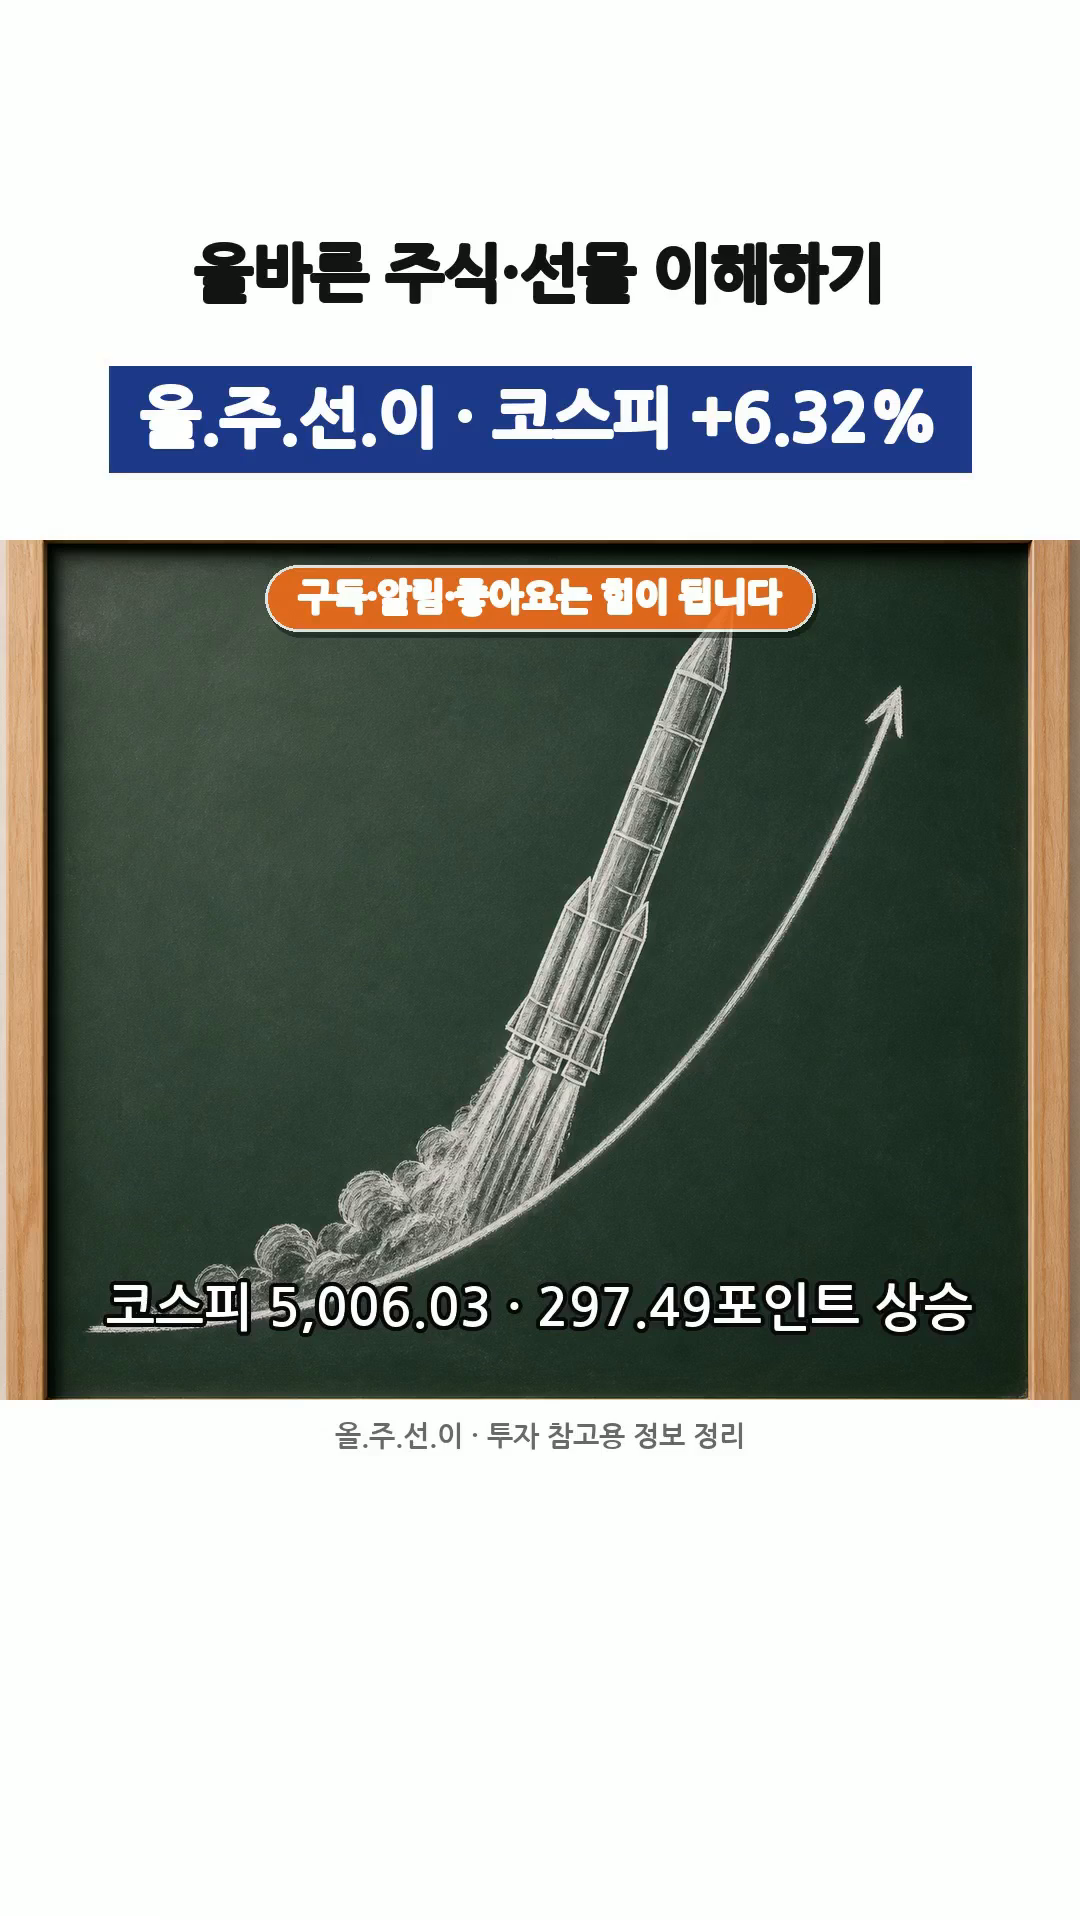 올바른 주식·선물 이해하기
올.주.선.이 · 코스피 +6.32%
구독·알림·좋아요는 힘이 됩니다
코스피 5,006.03 · 297.49포인트 상승
올.주.선.이 · 투자 참고용 정보 정리